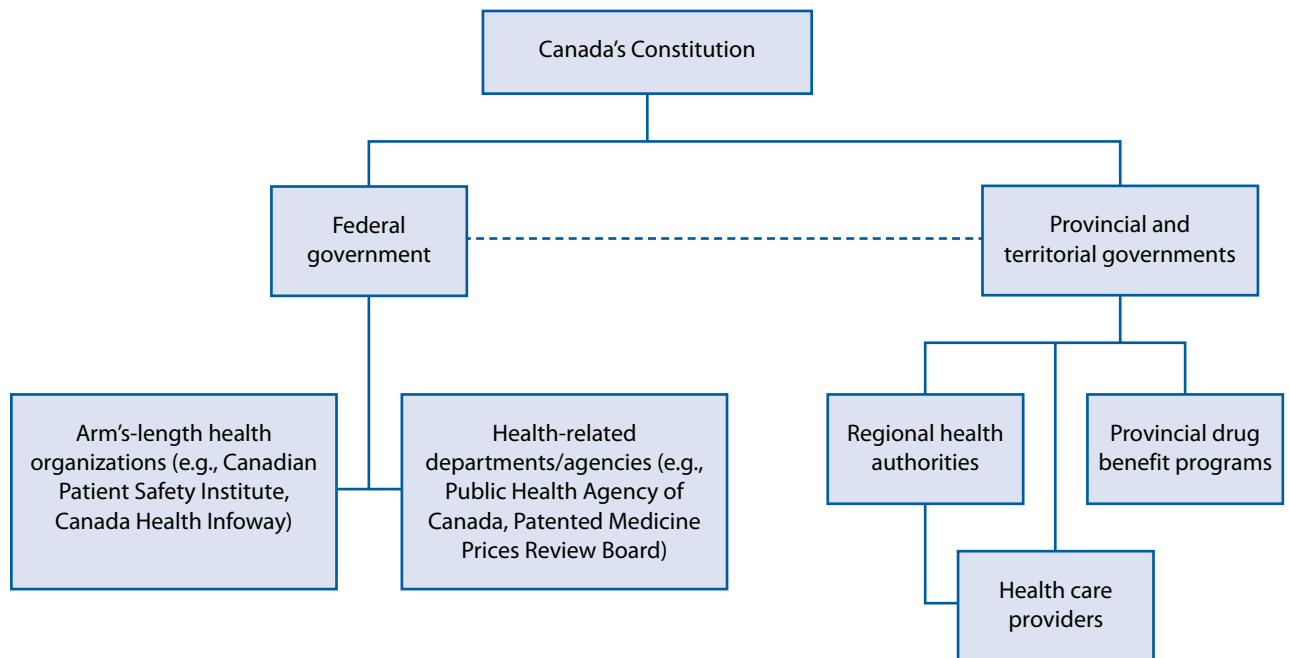 Canada’s Constitution
Federal
government
Provincial and
territorial governments
Arm’s-length health
organizations (e.g., Canadian
Patient Safety Institute,
Canada Health Infoway)
Health-related
departments/agencies (e.g.,
Public Health Agency of
Canada, Patented Medicine
Prices Review Board)
Regional health
authorities
Provincial drug
benefit programs
Health care
providers